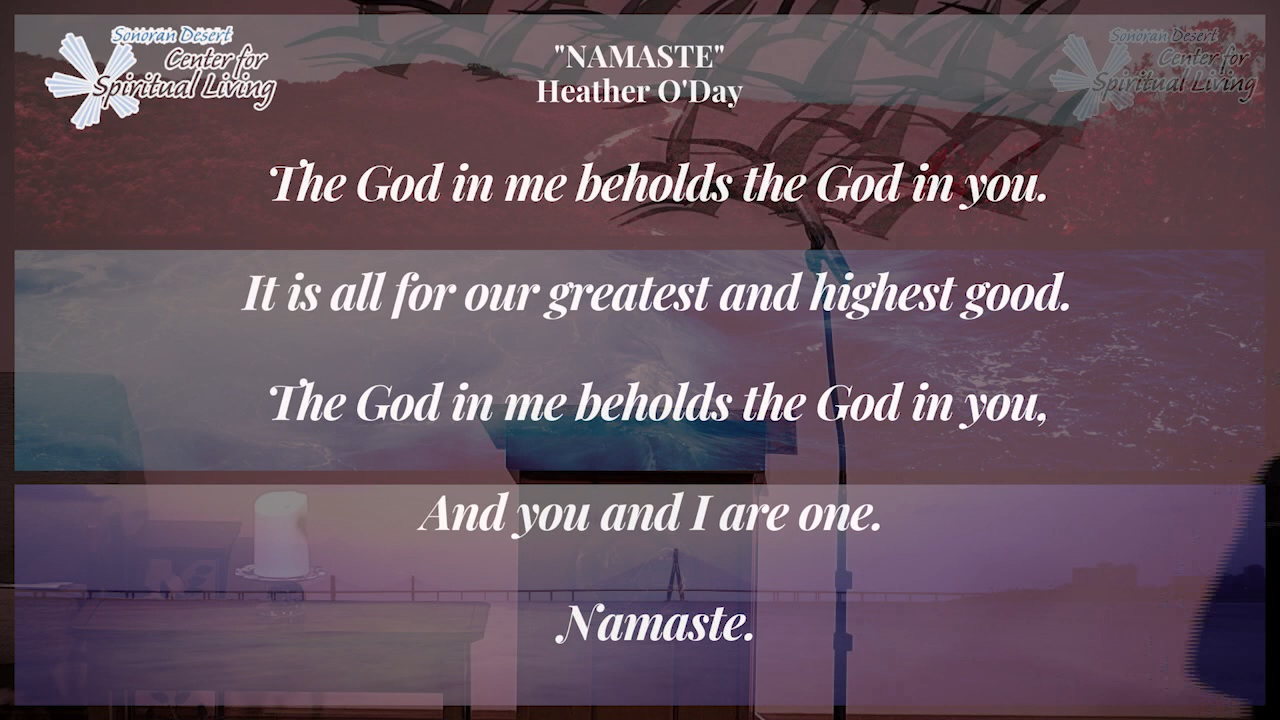 Sonoran Desert
Center for
Spiritual Living
"NAMASTE"
Heather O'Day
Sonoran Desert
Center for
Spiritual Living
The God in me beholds the God in you.
It is all for our greatest and highest good.
The God in me beholds the God in you,
And you and I are one.
Namaste.